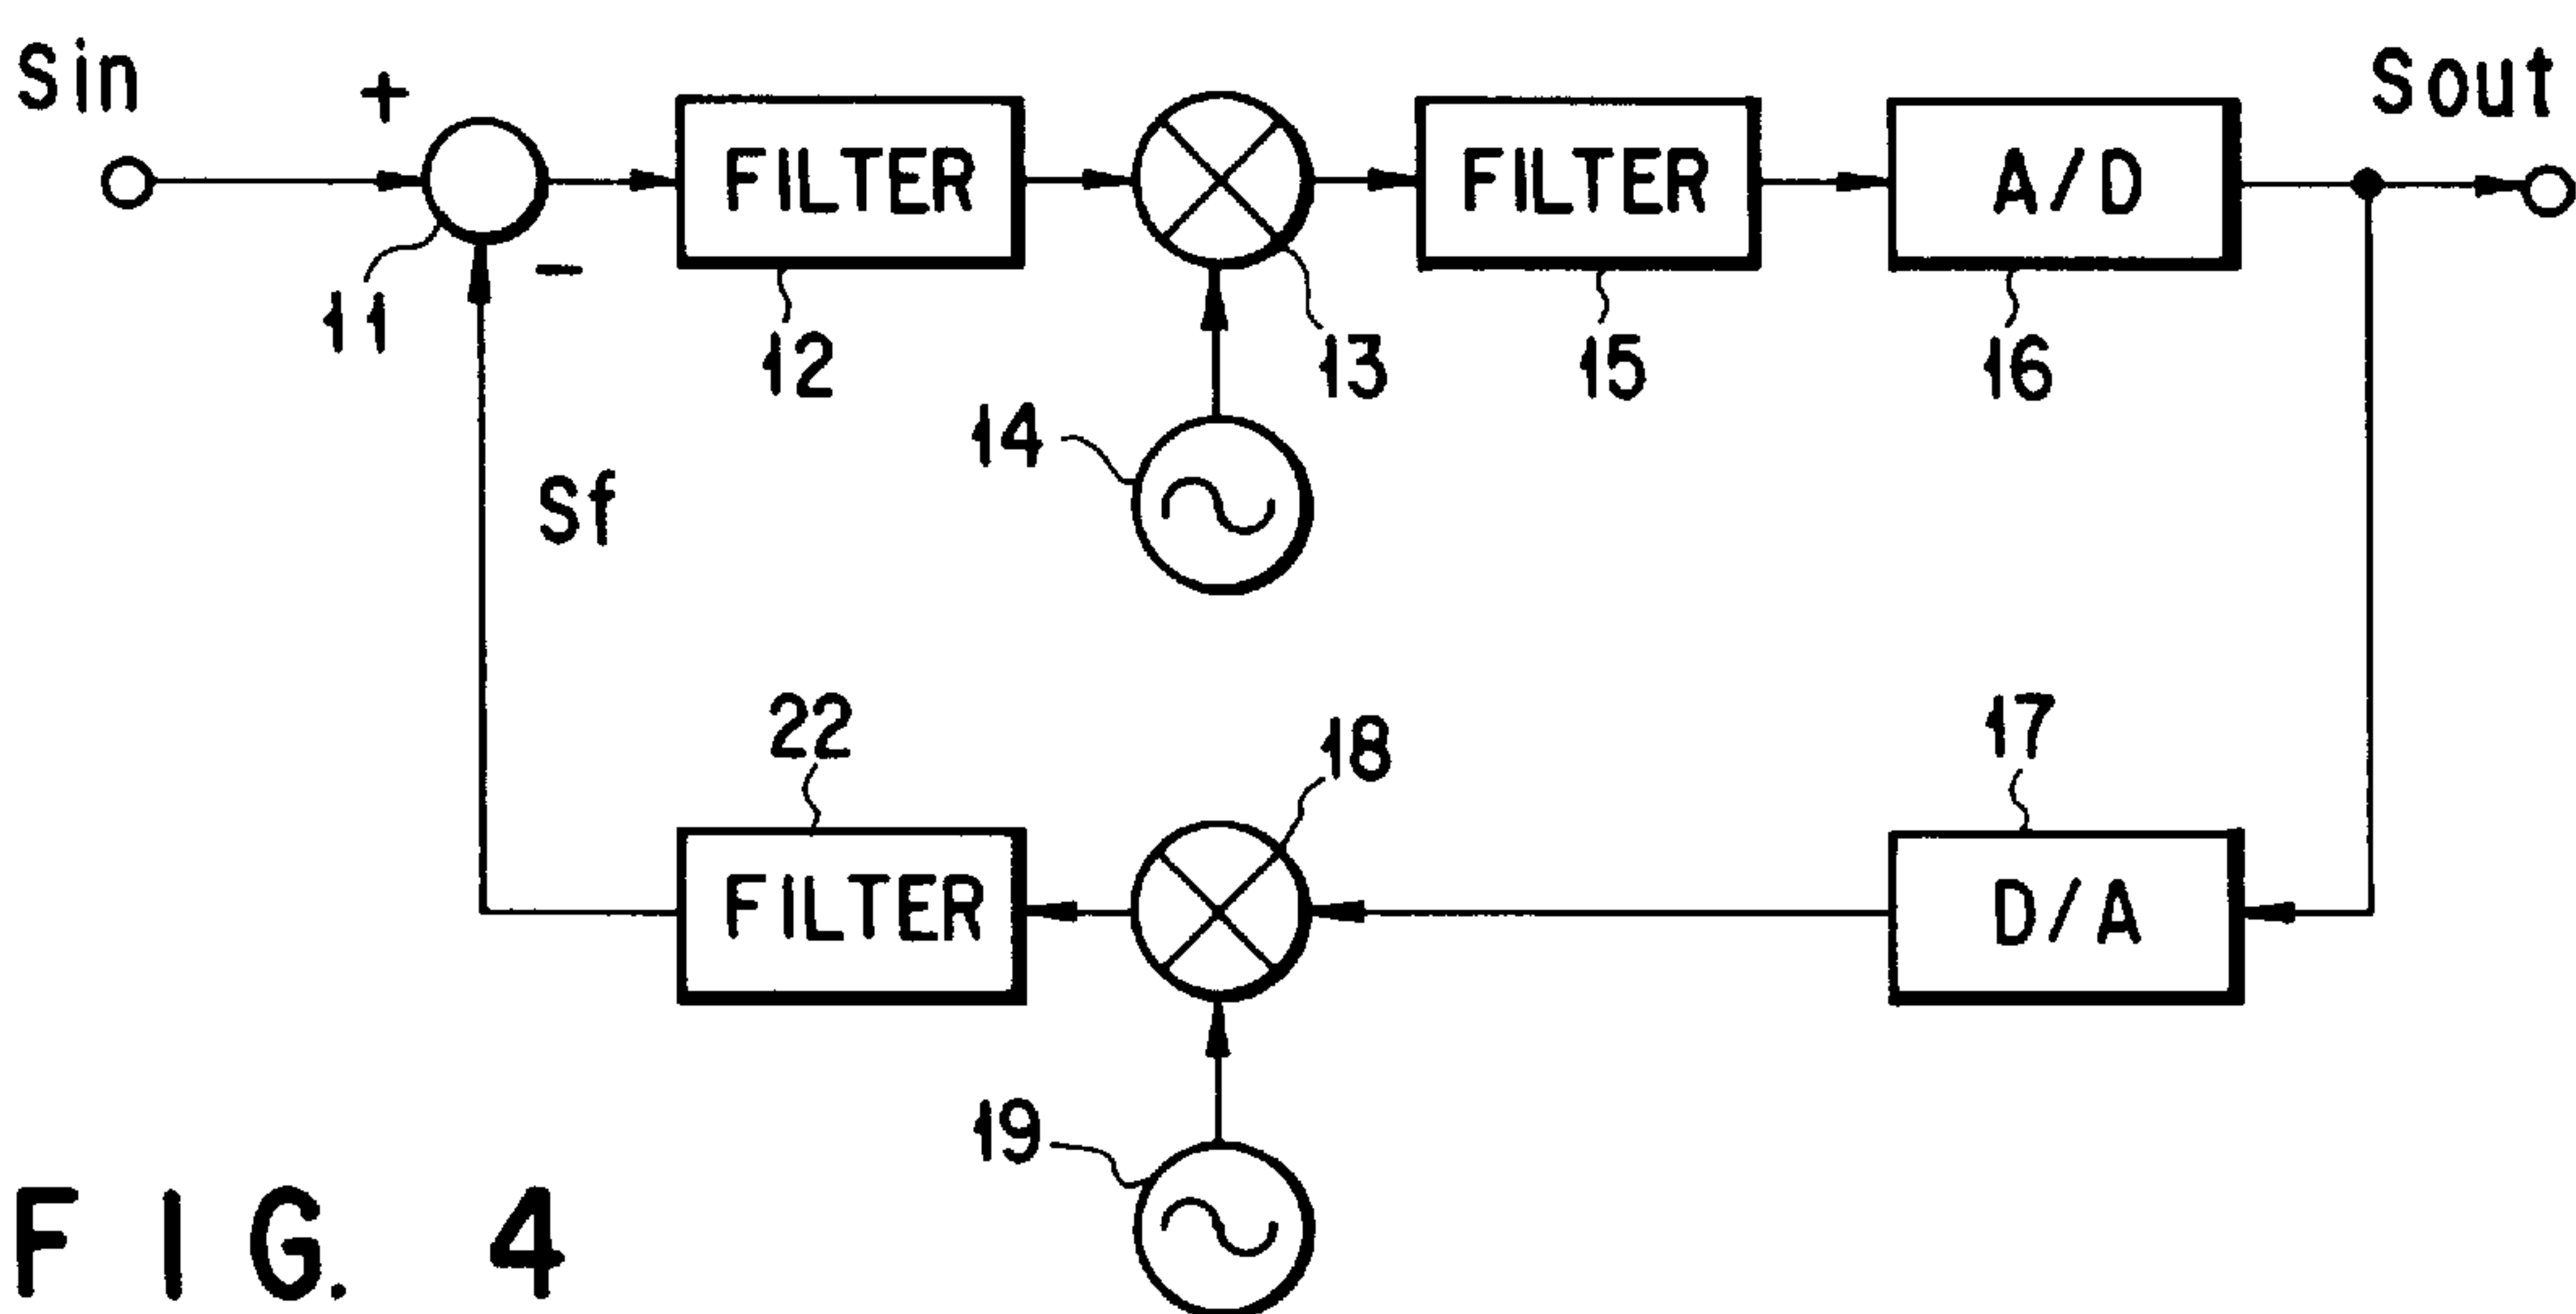 Sin
+
Sout
FILTER
FILTER
A/D
-
11
12
13
15
16
14
Sf
22
18
17
FILTER
D/A
19
FIG. 4